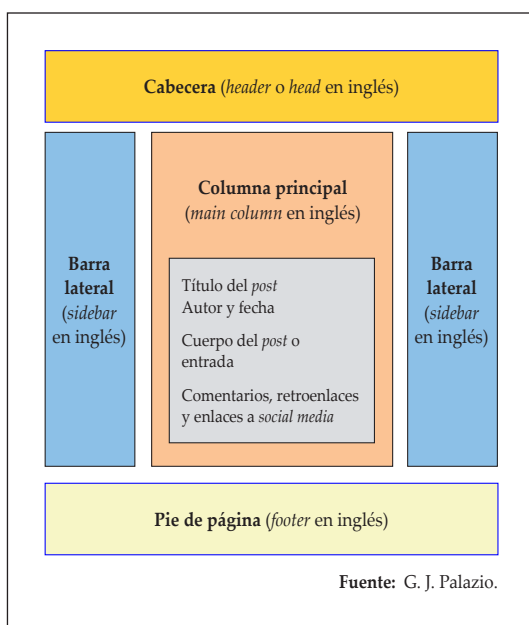 Cabecera (header o head en inglés)
Barra
lateral
(sidebar
en inglés)
Columna principal
(main column en inglés)
Título del post
Autor y fecha
Cuerpo del post o
entrada
Comentarios, retroenlaces
y enlaces a social media
Barra
lateral
(sidebar
en inglés)
Pie de página (footer en inglés)
Fuente: G. J. Palazio.